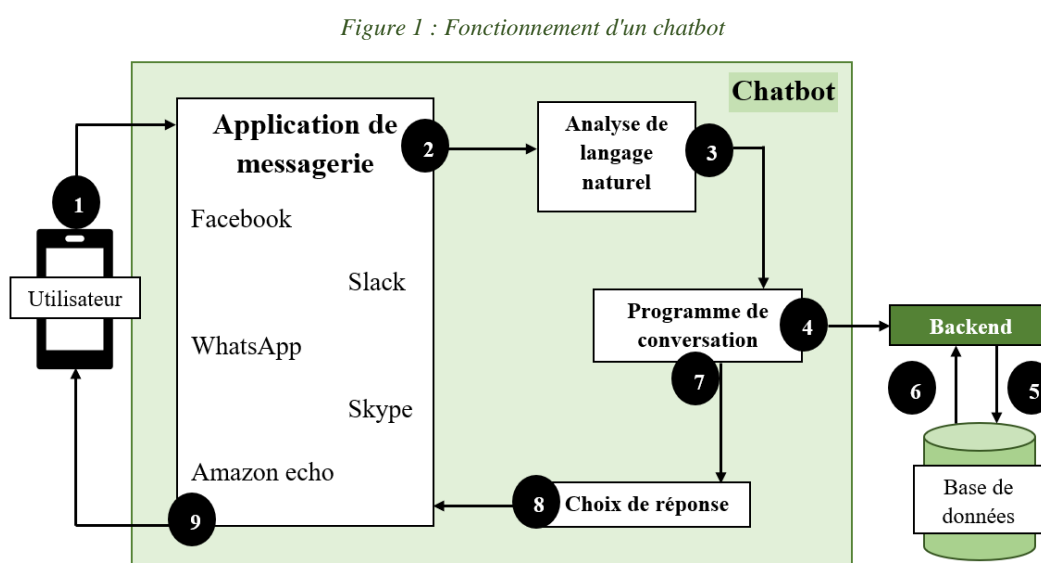 Figure 1 : Fonctionnement d'un chatbot
Chatbot
Application de
messagerie
2
Analyse de
langage
naturel
3
1
Facebook
Utilisateur
Slack
WhatsApp
Programme de
conversation
4
Backend
7
6
5
Skype
Amazon echo
9
8
Choix de réponse
Base de
données